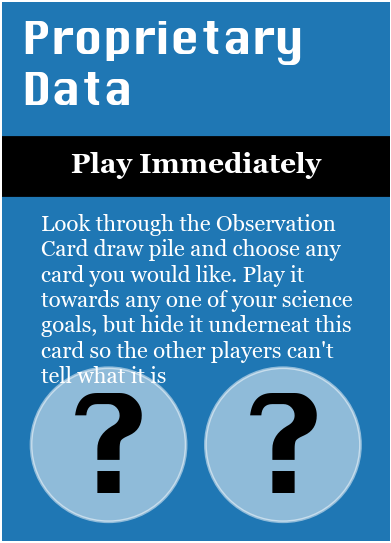 Proprietary
Data
Play Immediately
Look through the Observation
Card draw pile and choose any
card you would like. Play it
towards any one of your science
goals, but hide it underneat this
card so the other players can't
tell what it is
? ?